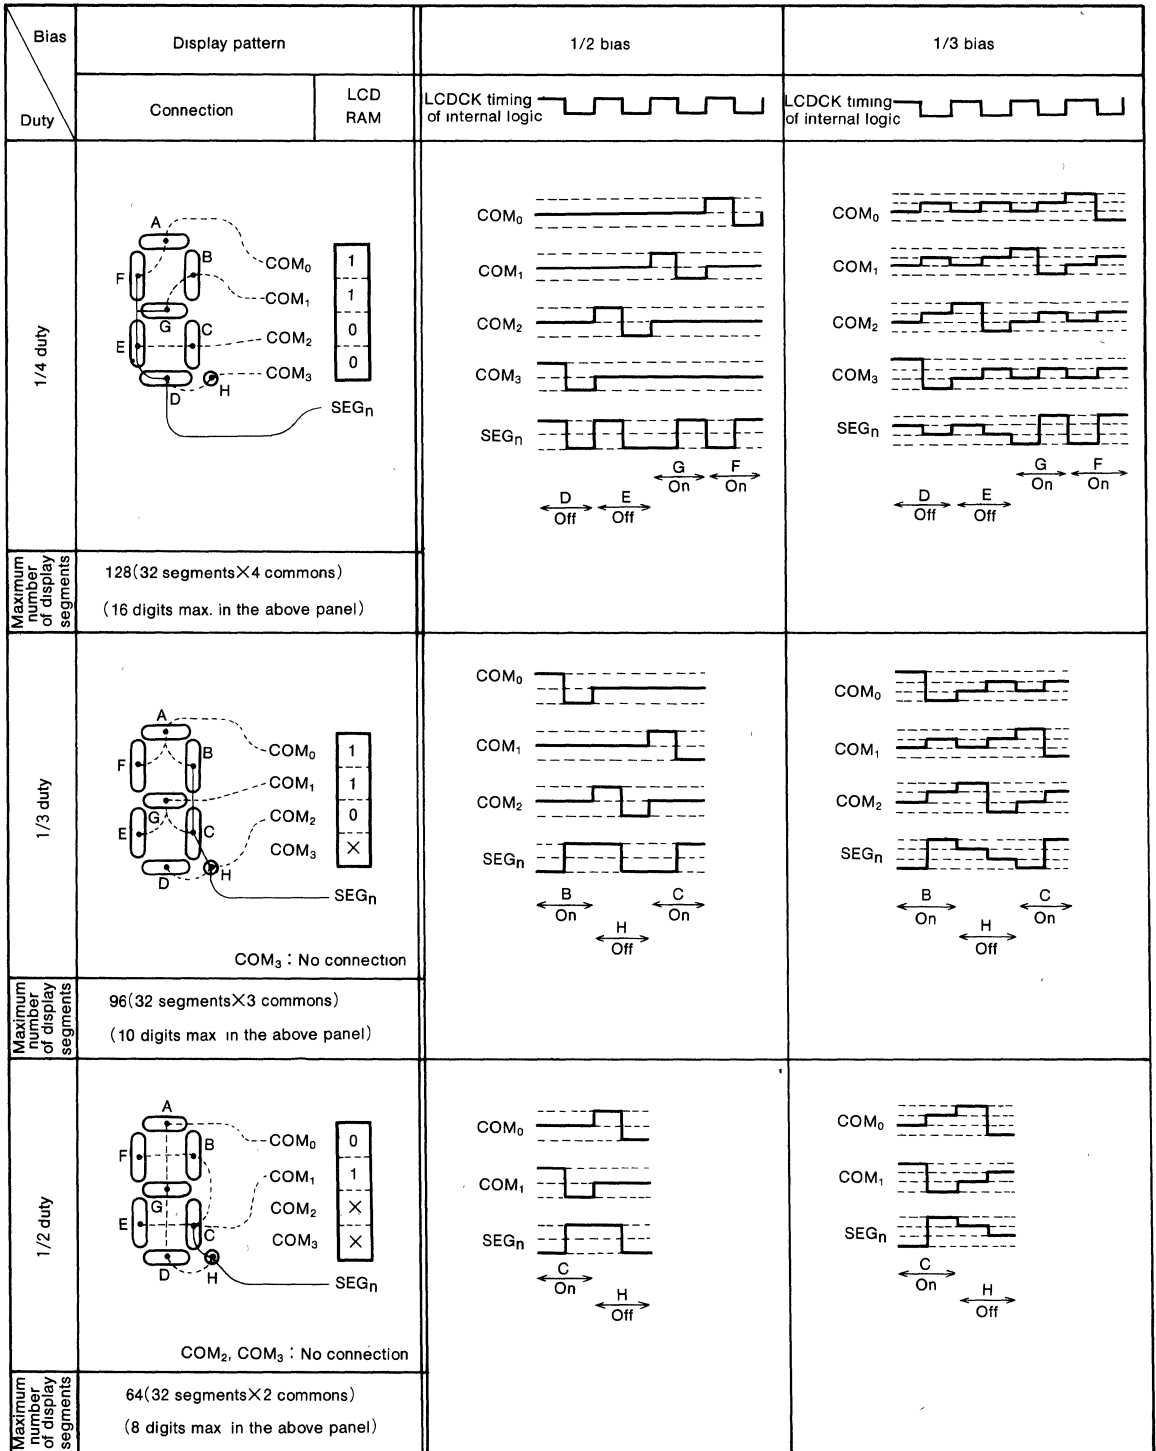 Bias
Duty
Display pattern
1/2 bias
1/3 bias
Connection
LCD
RAM
LCDCK timing
of internal logic
LCDCK timing
of internal logic
1/4 duty
A
F
B
G
E
C
D
H
COM₀
COM₁
COM₂
COM₃
SEGn
1
1
0
0
COM₀
COM₁
COM₂
COM₃
SEGn
G
On
F
On
D
Off
E
Off
COM₀
COM₁
COM₂
COM₃
SEGn
G
On
F
On
D
Off
E
Off
Maximum
number
of display
segments
128(32 segments×4 commons)
(16 digits max. in the above panel)
1/3 duty
A
F
B
G
E
C
D
H
COM₀
COM₁
COM₂
COM₃
SEGn
1
1
0
×
COM₃ : No connection
COM₀
COM₁
COM₂
SEGn
B
On
C
On
H
Off
COM₀
COM₁
COM₂
SEGn
B
On
C
On
H
Off
Maximum
number
of display
segments
96(32 segments×3 commons)
(10 digits max in the above panel)
1/2 duty
A
F
B
G
E
C
D
H
COM₀
COM₁
COM₂
COM₃
SEGn
0
1
×
×
COM₂, COM₃ : No connection
COM₀
COM₁
SEGn
C
On
H
Off
COM₀
COM₁
SEGn
C
On
H
Off
Maximum
number
of display
segments
64(32 segments×2 commons)
(8 digits max in the above panel)